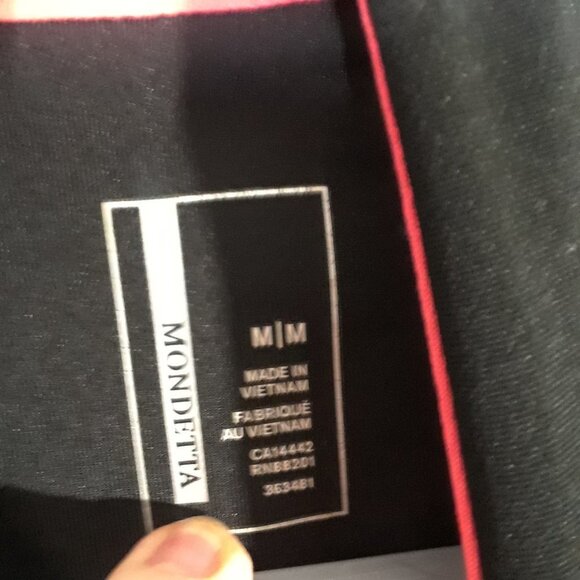 MONDETTA
M|M
MADE IN
VIETNAM
FABRIQUÉ
AU VIETNAM
CA14442
RN88201
363481